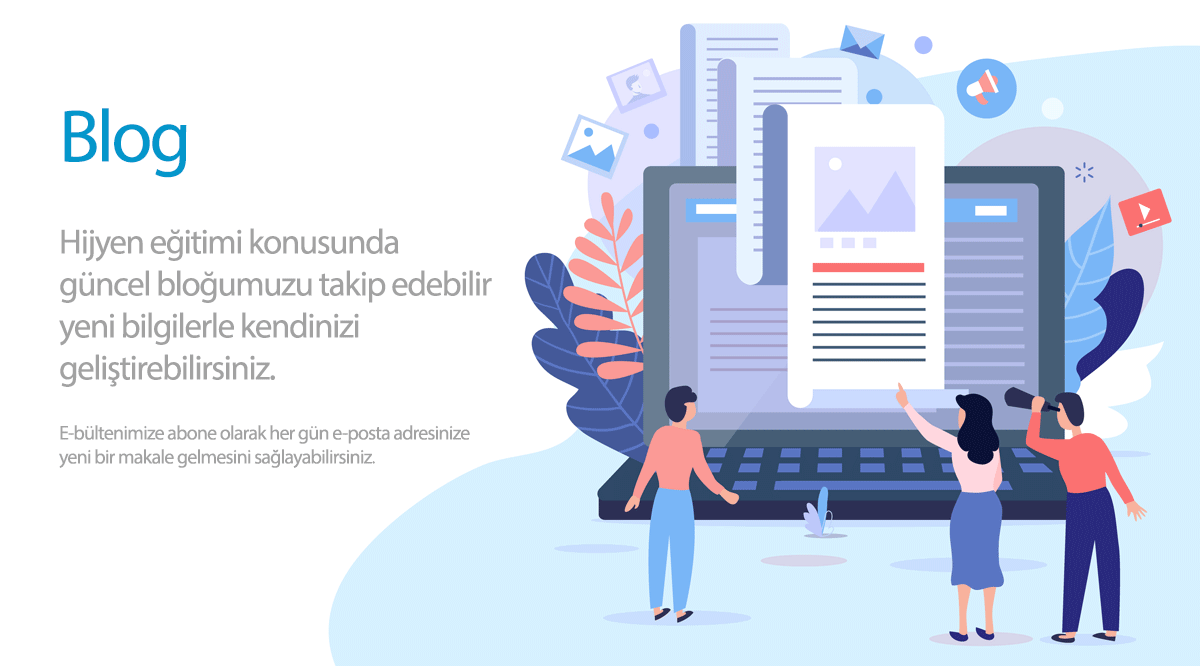 Blog
Hijyen eğitimi konusunda
güncel bloğumuzu takip edebilir
yeni bilgilerle kendinizi
geliştirebilirsiniz.
E-bültenimize abone olarak her gün e-posta adresinize
yeni bir makale gelmesini sağlayabilirsiniz.